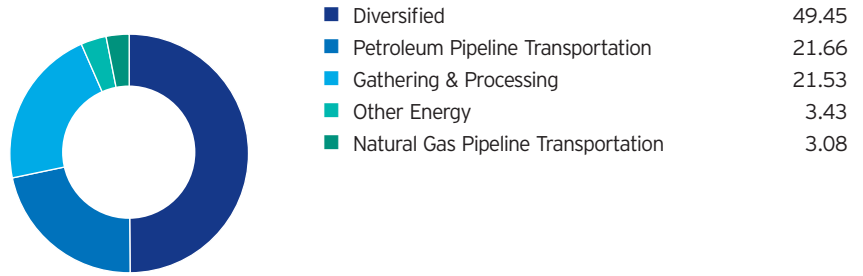 Diversified 49.45
Petroleum Pipeline Transportation 21.66
Gathering & Processing 21.53
Other Energy 3.43
Natural Gas Pipeline Transportation 3.08